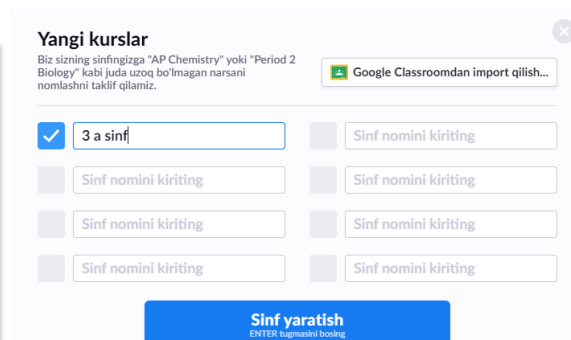 Yangi kurslar
Biz sizning sinfingizga "AP Chemistry" yoki "Period 2
Biology" kabi juda uzoq bo'lmagan narsani
nomlashni taklif qilamiz.
Google Classroomdan import qilish...
3 a sinf
Sinf nomini kiriting
Sinf nomini kiriting
Sinf nomini kiriting
Sinf nomini kiriting
Sinf nomini kiriting
Sinf nomini kiriting
Sinf nomini kiriting
Sinf yaratish
ENTER tugmasini bosing